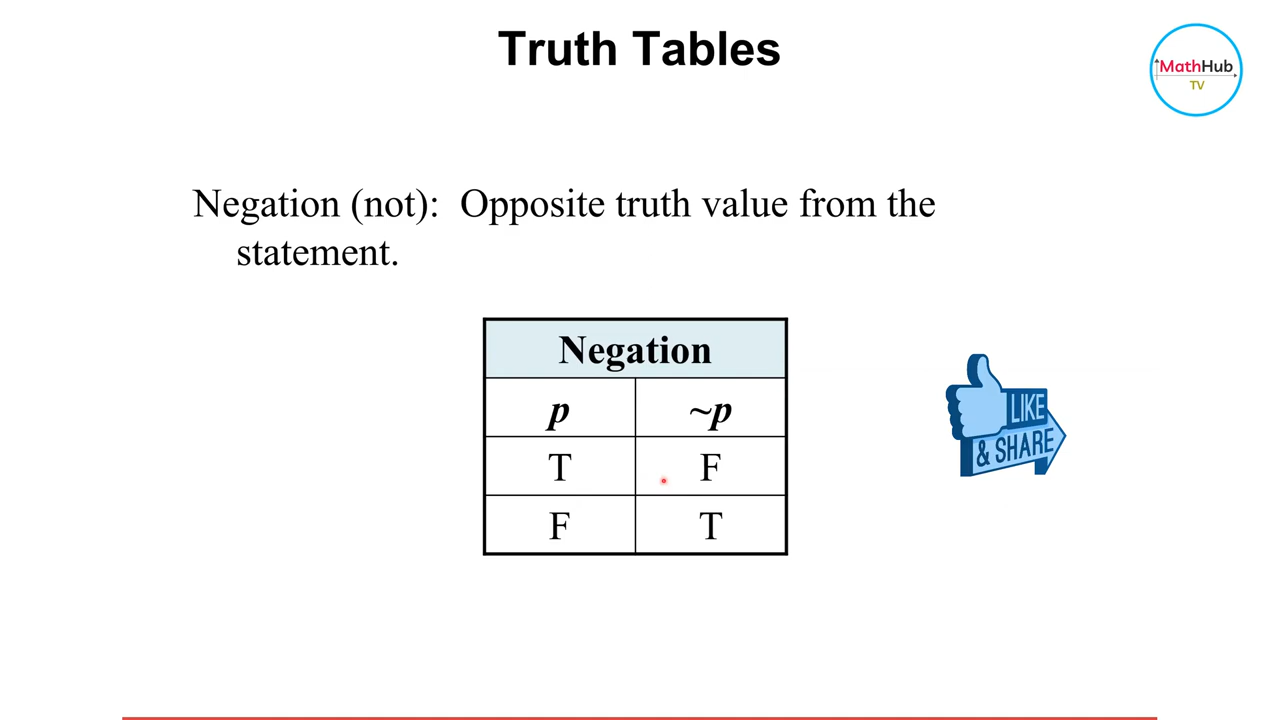 Truth Tables
MathHub
TV
Negation (not): Opposite truth value from the
statement.
Negation
p ~p
T F
F T
LIKE
& SHARE